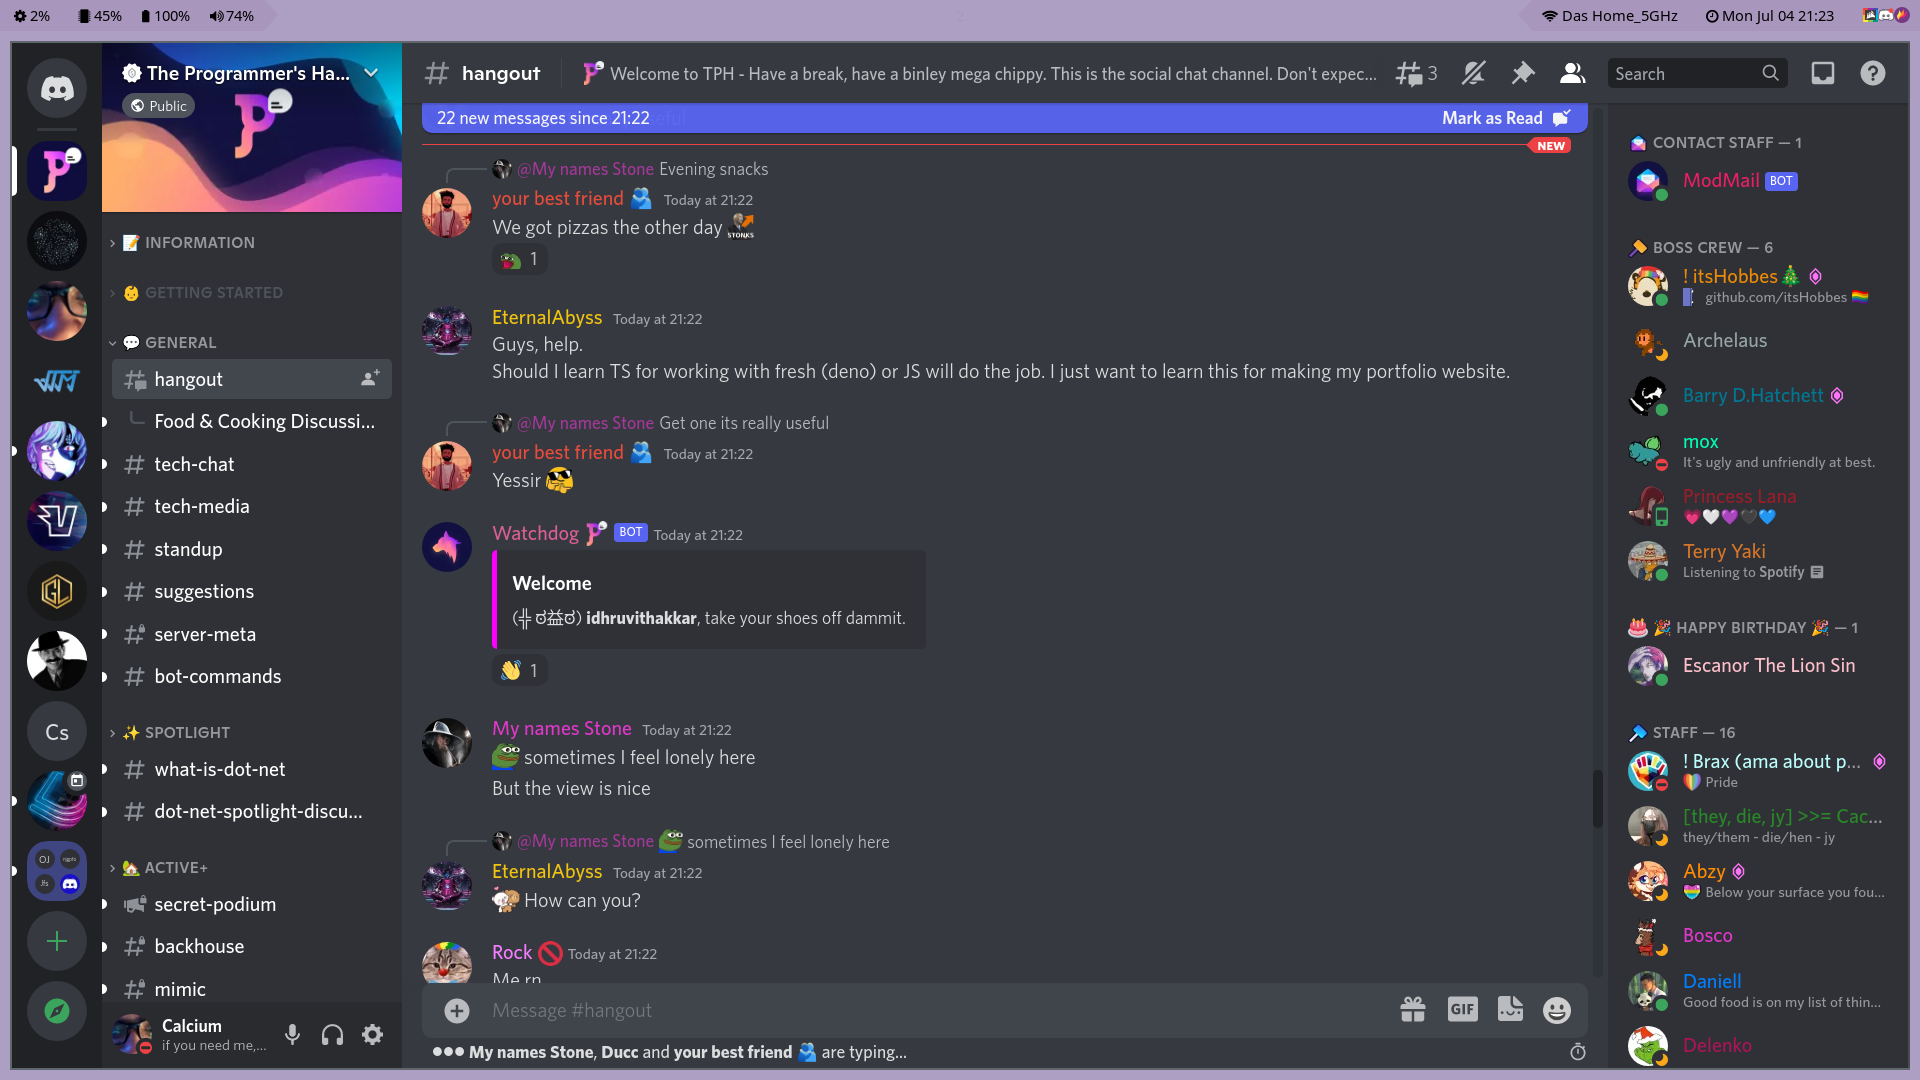 2%
45%
100%
74%
Das Home_5GHz
Mon Jul 04 21:23
The Programmer's Ha...
Public
📝 INFORMATION
👶 GETTING STARTED
💬 GENERAL
hangout
Food & Cooking Discussi...
tech-chat
tech-media
standup
suggestions
server-meta
bot-commands
✨ SPOTLIGHT
what-is-dot-net
dot-net-spotlight-discu...
🏡 ACTIVE+
secret-podium
backhouse
mimic
Cs
GL
OJ
Calcium
if you need me,...
hangout
Welcome to TPH - Have a break, have a binley mega chippy. This is the social chat channel. Don't expec...
3
Search
22 new messages since 21:22
Mark as Read
NEW
@My names Stone Evening snacks
your best friend 🫂 Today at 21:22
We got pizzas the other day
STONKS
1
EternalAbyss Today at 21:22
Guys, help.
Should I learn TS for working with fresh (deno) or JS will do the job. I just want to learn this for making my portfolio website.
@My names Stone Get one its really useful
your best friend 🫂 Today at 21:22
Yessir
Watchdog BOT Today at 21:22
Welcome
(╬ ಠ益ಠ) idhruvithakkar, take your shoes off dammit.
👋 1
My names Stone Today at 21:22
sometimes I feel lonely here
But the view is nice
@My names Stone sometimes I feel lonely here
EternalAbyss Today at 21:22
How can you?
Rock 🚫 Today at 21:22
Me rn
Message #hangout
GIF
My names Stone, Ducc and your best friend 🫂 are typing...
CONTACT STAFF — 1
ModMail BOT
BOSS CREW — 6
! itsHobbes🎄
github.com/itsHobbes 🏳️‍🌈
Archelaus
Barry D.Hatchett
mox
It's ugly and unfriendly at best.
Princess Lana
💗🤍💜🖤💙
Terry Yaki
Listening to Spotify
🎂 🎉 HAPPY BIRTHDAY 🎉 — 1
Escanor The Lion Sin
STAFF — 16
! Brax (ama about p...
Pride
[they, die, jy] >>= Cac...
they/them - die/hen - jy
Abzy
Below your surface you fou...
Bosco
Daniell
Good food is on my list of thin...
Delenko